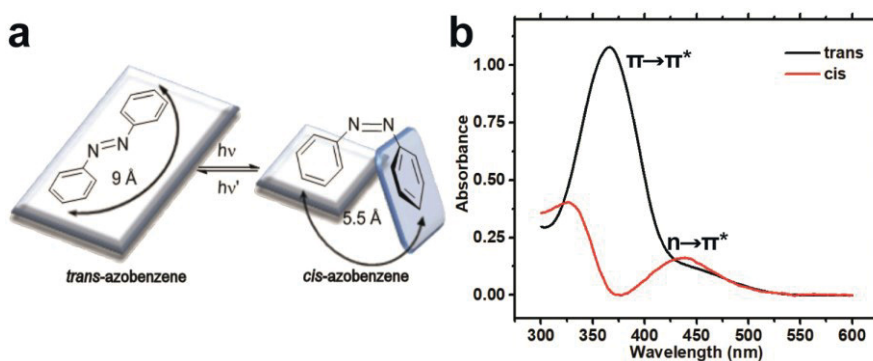 a
N=N
9 Å
trans-azobenzene
hν
hν'
N=N
5.5 Å
cis-azobenzene
b
π→π*
n→π*
trans
cis
Absorbance
1.00
0.75
0.50
0.25
0.00
300 350 400 450 500 550 600
Wavelength (nm)